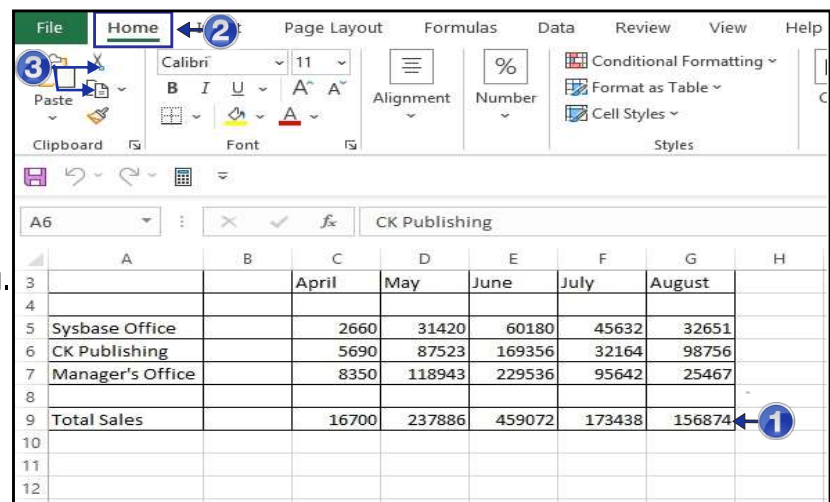 File Home 2 t Page Layout Formulas Data Review View Help
3 Calibri 11 % Conditional Formatting
B I U A A Format as Table
Paste Alignment Number Cell Styles
A
Clipboard Font Styles
A6 fx CK Publishing
A B C D E F G H
3 April May June July August
4
5 Sysbase Office 2660 31420 60180 45632 32651
6 CK Publishing 5690 87523 169356 32164 98756
7 Manager's Office 8350 118943 229536 95642 25467
8
9 Total Sales 16700 237886 459072 173438 156874 1
10
11
12